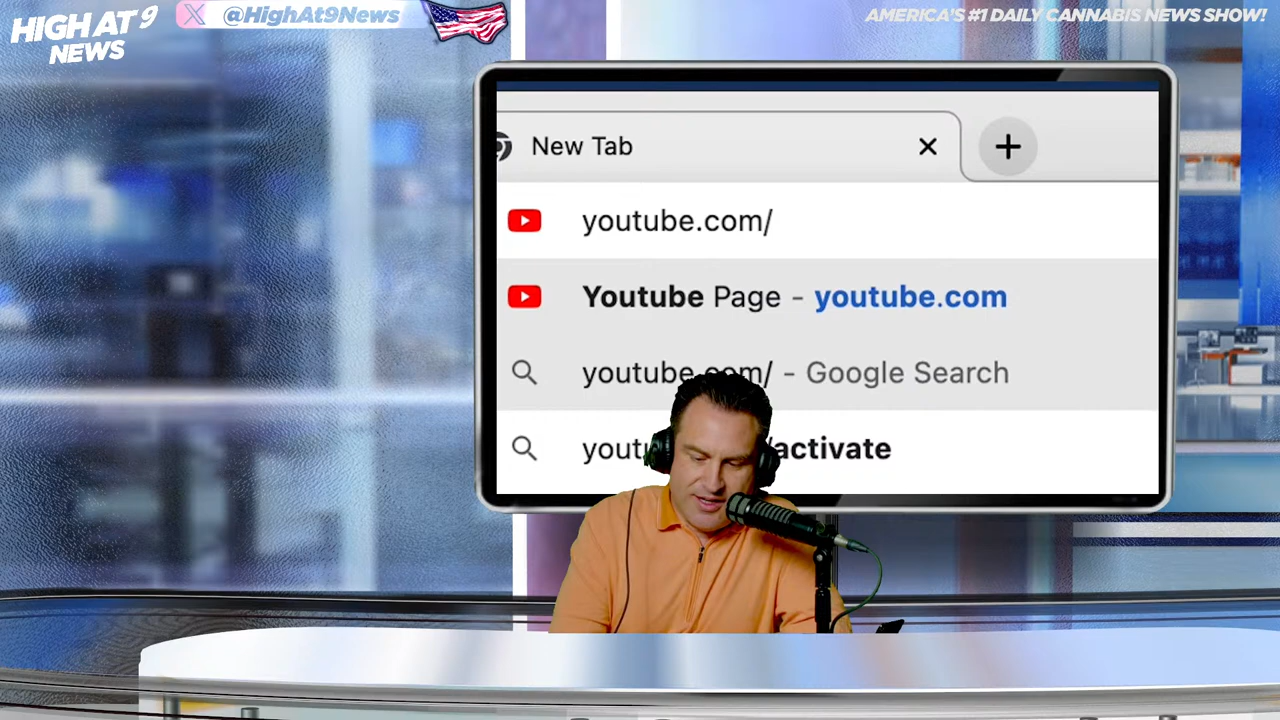 HIGH AT 9
NEWS
@HighAt9News
AMERICA'S #1 DAILY CANNABIS NEWS SHOW!
New Tab
youtube.com/
Youtube Page - youtube.com
youtube.com/ - Google Search
/activate